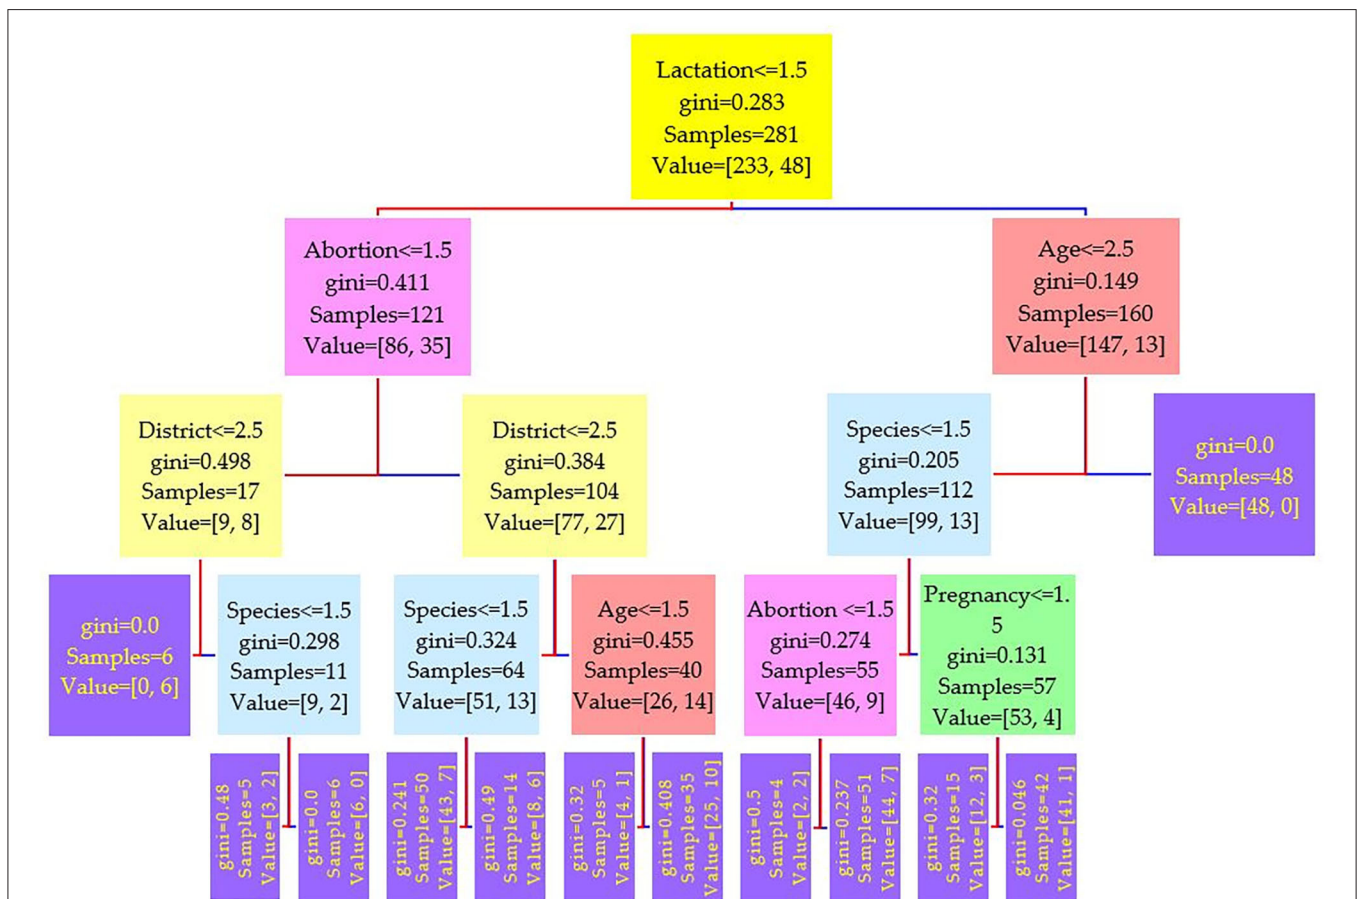 Lactation<=1.5
gini=0.283
Samples=281
Value=[233, 48]
Abortion<=1.5
gini=0.411
Samples=121
Value=[86, 35]
Age<=2.5
gini=0.149
Samples=160
Value=[147, 13]
District<=2.5
gini=0.498
Samples=17
Value=[9, 8]
District<=2.5
gini=0.384
Samples=104
Value=[77, 27]
Species<=1.5
gini=0.205
Samples=112
Value=[99, 13]
gini=0.0
Samples=48
Value=[48, 0]
gini=0.0
Samples=6
Value=[0, 6]
Species<=1.5
gini=0.298
Samples=11
Value=[9, 2]
Species<=1.5
gini=0.324
Samples=64
Value=[51, 13]
Age<=1.5
gini=0.455
Samples=40
Value=[26, 14]
Abortion <=1.5
gini=0.274
Samples=55
Value=[46, 9]
Pregnancy<=1.
5
gini=0.131
Samples=57
Value=[53, 4]
gini=0.48
Samples=5
Value=[3, 2]
gini=0.0
Samples=6
Value=[6, 0]
gini=0.241
Samples=50
Value=[43, 7]
gini=0.49
Samples=14
Value=[8, 6]
gini=0.32
Samples=5
Value=[4, 1]
gini=0.408
Samples=35
Value=[25, 10]
gini=0.5
Samples=4
Value=[2, 2]
gini=0.237
Samples=51
Value=[44, 7]
gini=0.32
Samples=15
Value=[12, 3]
gini=0.046
Samples=42
Value=[41, 1]